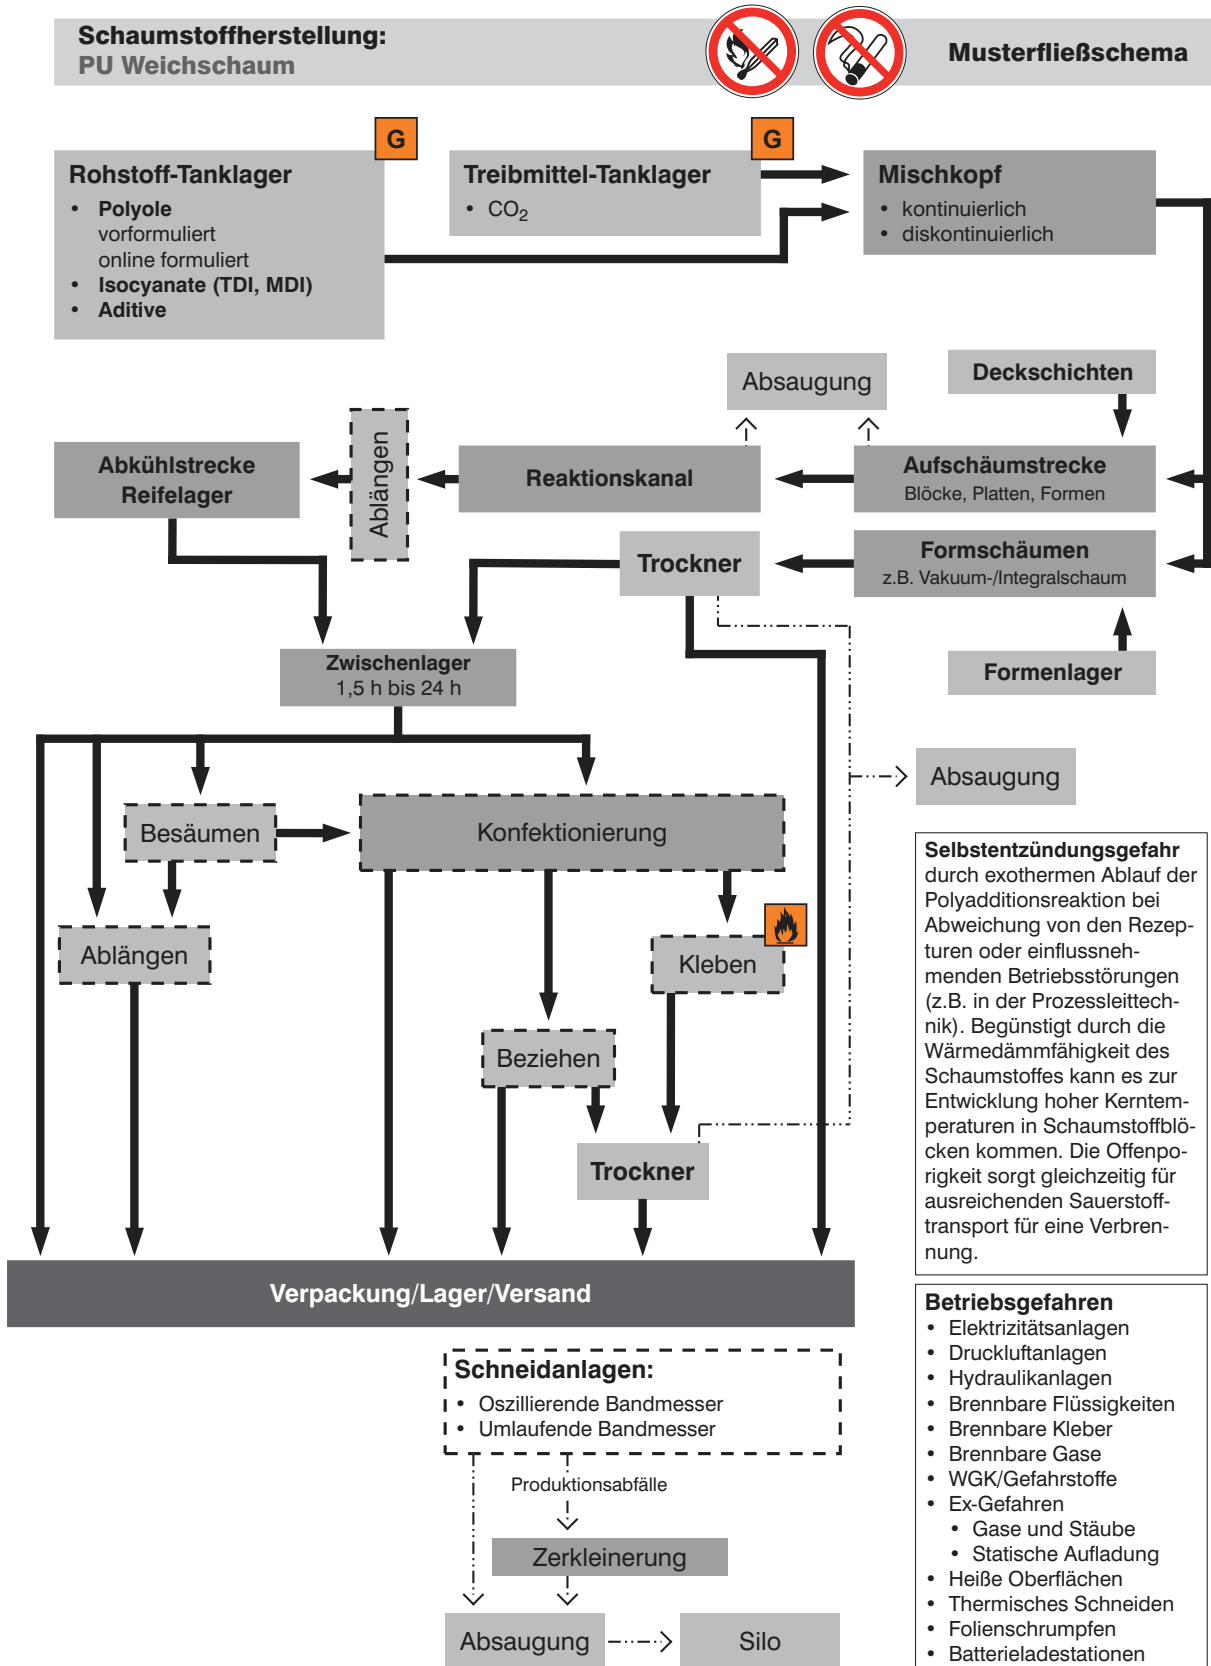 Schaumstoffherstellung:
PU Weichschaum
Musterfließschema
G
G
Rohstoff-Tanklager
• Polyole
vorformuliert
online formuliert
• Isocyanate (TDI, MDI)
• Aditive
Treibmittel-Tanklager
• CO₂
Mischkopf
• kontinuierlich
• diskontinuierlich
Absaugung
Deckschichten
Abkühlstrecke
Reifelager
Ablängen
Reaktionskanal
Aufschäumstrecke
Blöcke, Platten, Formen
Trockner
Formschäumen
z.B. Vakuum-/Integralschaum
Zwischenlager
1,5 h bis 24 h
Formenlager
Absaugung
Besäumen
Konfektionierung
Ablängen
Kleben
Beziehen
Trockner
Verpackung/Lager/Versand
Selbstentzündungsgefahr
durch exothermen Ablauf der
Polyadditionsreaktion bei
Abweichung von den Rezep-
turen oder einflussneh-
menden Betriebsstörungen
(z.B. in der Prozessleittech-
nik). Begünstigt durch die
Wärmedämmfähigkeit des
Schaumstoffes kann es zur
Entwicklung hoher Kerntem-
peraturen in Schaumstoffblö-
cken kommen. Die Offenpo-
rigkeit sorgt gleichzeitig für
ausreichenden Sauerstoff-
transport für eine Verbren-
nung.
Schneidanlagen:
• Oszillierende Bandmesser
• Umlaufende Bandmesser
Produktionsabfälle
Zerkleinerung
Absaugung
Silo
Betriebsgefahren
• Elektrizitätsanlagen
• Druckluftanlagen
• Hydraulikanlagen
• Brennbare Flüssigkeiten
• Brennbare Kleber
• Brennbare Gase
• WGK/Gefahrstoffe
• Ex-Gefahren
• Gase und Stäube
• Statische Aufladung
• Heiße Oberflächen
• Thermisches Schneiden
• Folienschrumpfen
• Batterieladestationen